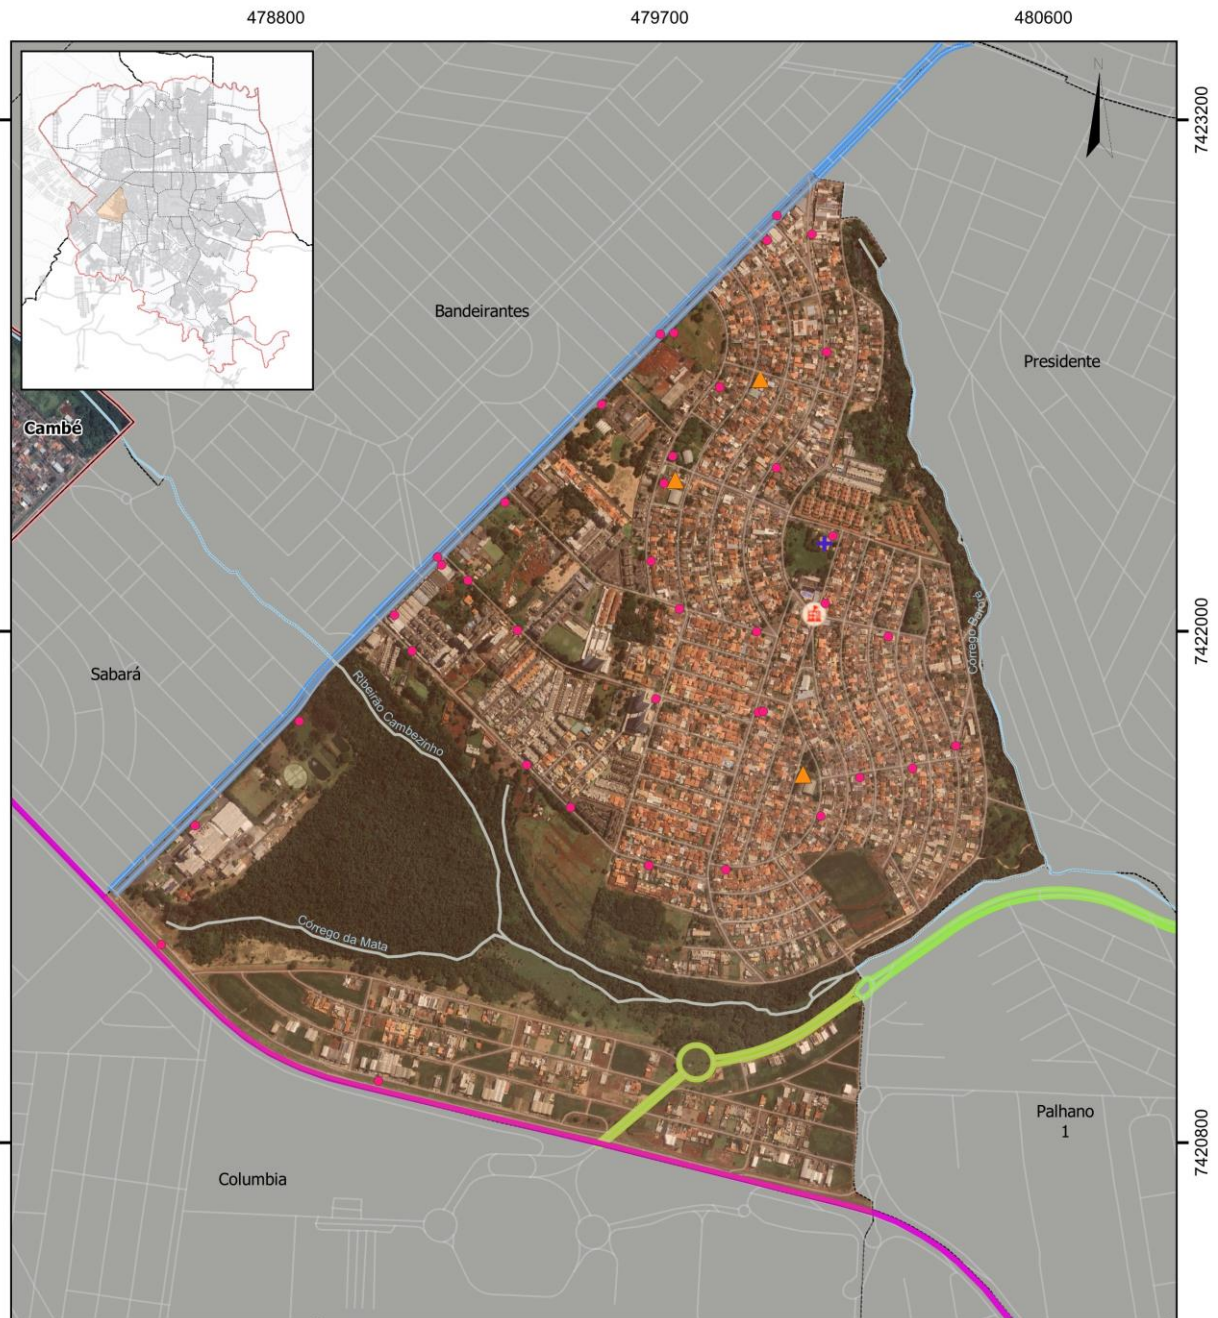 478800
479700
480600
N
7423200
Bandeirantes
Presidente
Cambé
7422000
Córrego Baroré
Sabará
Ribeirão Cambezinho
Córrego da Mata
Palhano
1
7420800
Columbia